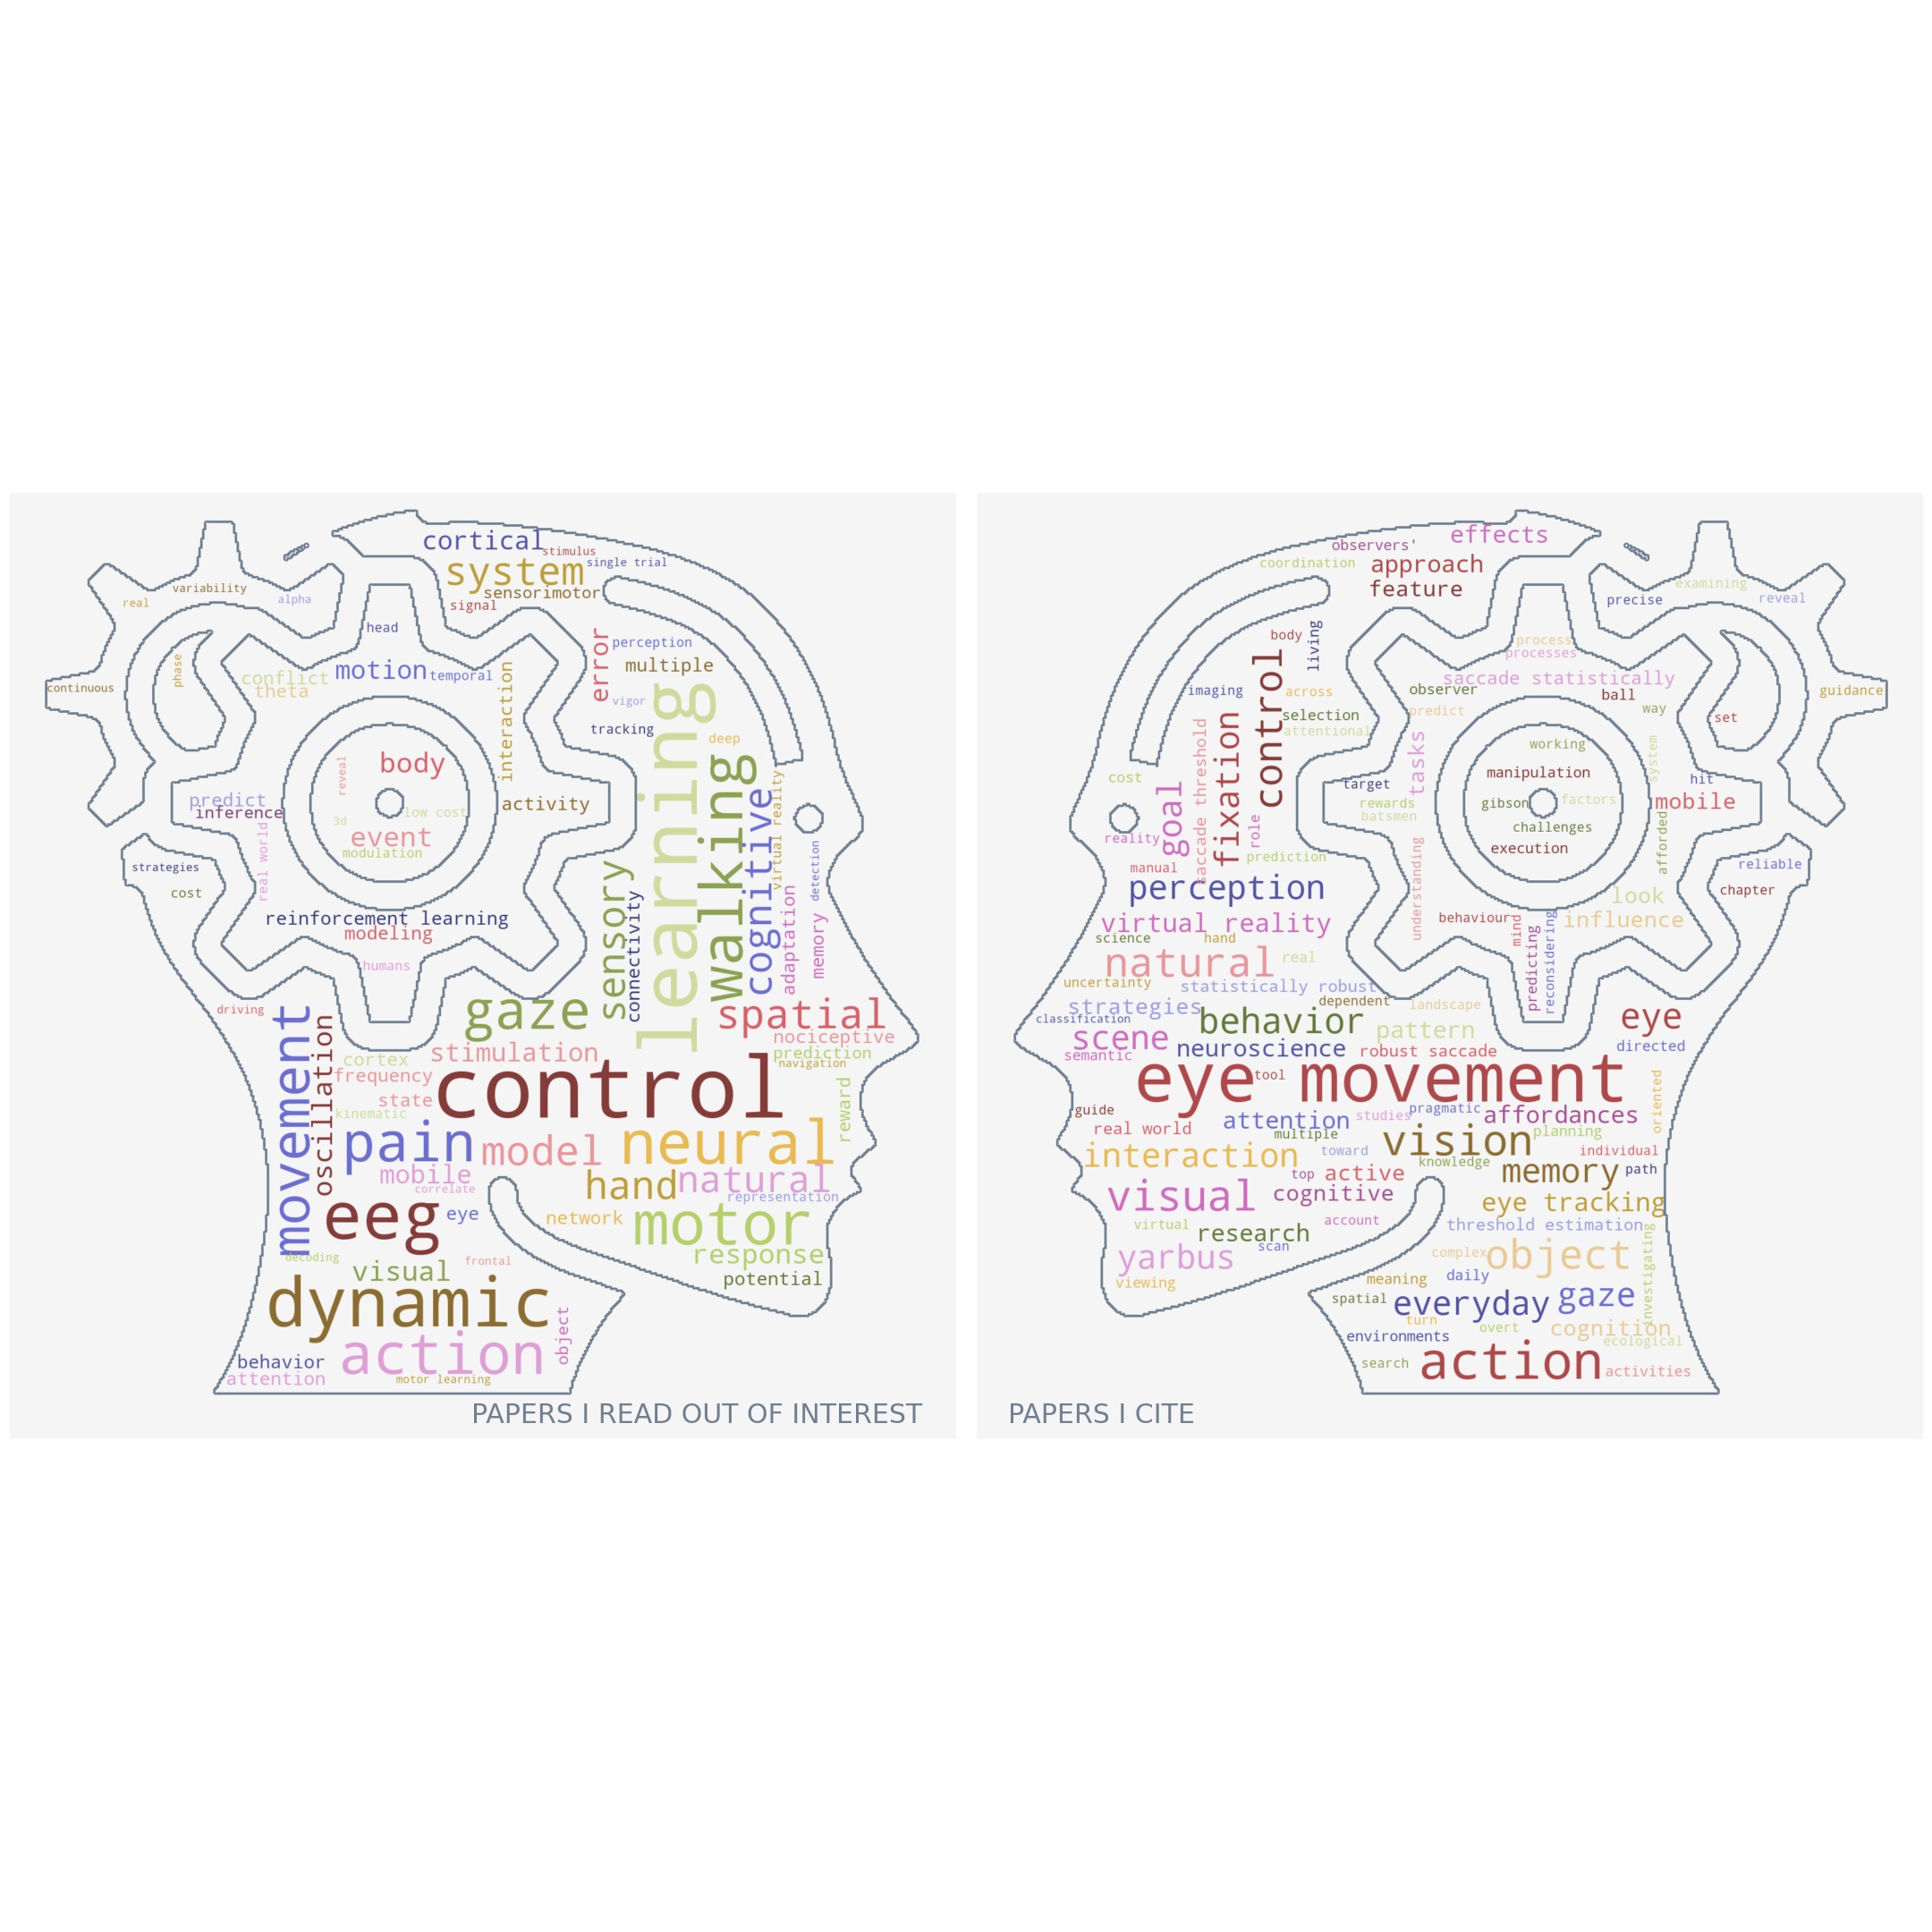 cortical
stimulus
single trial
system
sensorimotor
signal
variability
real
alpha
head
error
perception
multiple
phase
conflict
theta
motion
temporal
interaction
vigor
continuous
tracking
deep
learning
walking
body
reveal
predict
inference
3d
low cost
activity
event
modulation
cognitive
virtual reality
detection
strategies
cost
real world
sensory
connectivity
adaptation
memory
reinforcement learning
modeling
humans
driving
movement
oscillation
gaze
spatial
nociceptive
cortex
stimulation
prediction
navigation
frequency
control
state
kinematic
reward
pain
model
neural
mobile
correlate
hand
natural
representation
eeg
eye
network
motor
decoding
frontal
response
visual
potential
dynamic
object
action
behavior
attention
motor learning
PAPERS I READ OUT OF INTEREST
effects
observers'
coordination
approach
feature
examining
precise
reveal
body
living
process
processes
control
imaging
across
saccade statistically
observer
ball
guidance
selection
attentional
predict
way
set
fixation
saccade threshold
tasks
working
system
cost
goal
target
manipulation
hit
rewards
gibson
factors
mobile
batsmen
reality
role
challenges
afforded
manual
prediction
execution
understanding
reliable
perception
chapter
look
virtual reality
behaviour
mind
influence
science
hand
predicting
reconsidering
natural
real
uncertainty
statistically robust
strategies
dependent
landscape
classification
behavior
pattern
eye
scene
semantic
neuroscience
robust saccade
directed
eye movement
tool
oriented
guide
attention
studies
pragmatic
affordances
real world
multiple
vision
planning
interaction
toward
knowledge
individual
top
active
memory
path
visual
cognitive
eye tracking
virtual
research
account
threshold estimation
yarbus
scan
complex
object
investigating
viewing
meaning
daily
spatial
everyday
gaze
turn
overt
cognition
environments
ecological
search
action
activities
PAPERS I CITE